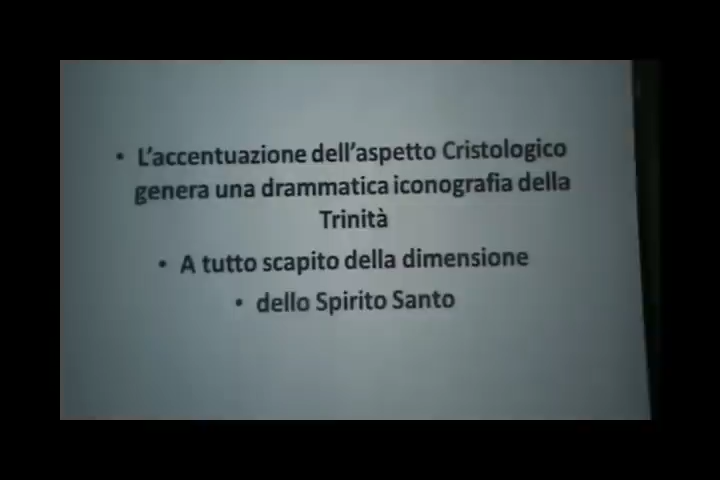 • L'accentuazione dell'aspetto Cristologico
genera una drammatica iconografia della
Trinità
• A tutto scapito della dimensione
• dello Spirito Santo